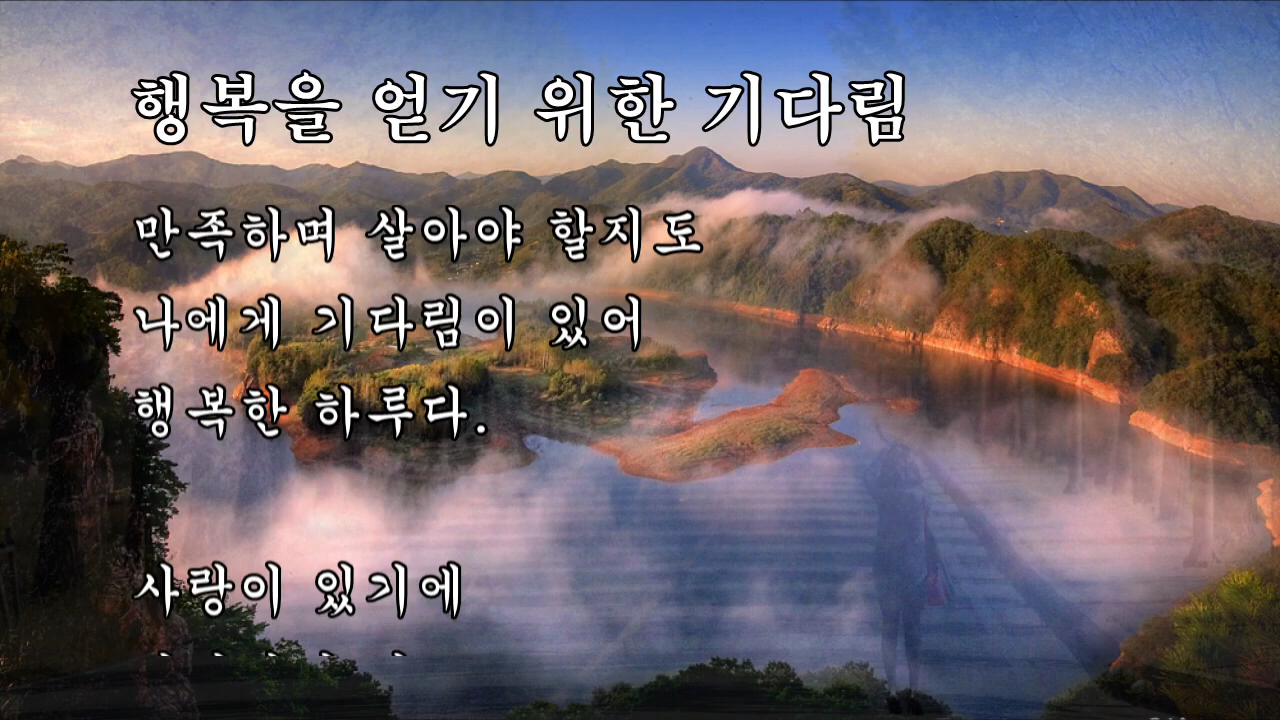 행복을 얻기 위한 기다림
만족하며 살아야 할지도
나에게 기다림이 있어
행복한 하루다.
사랑이 있기에